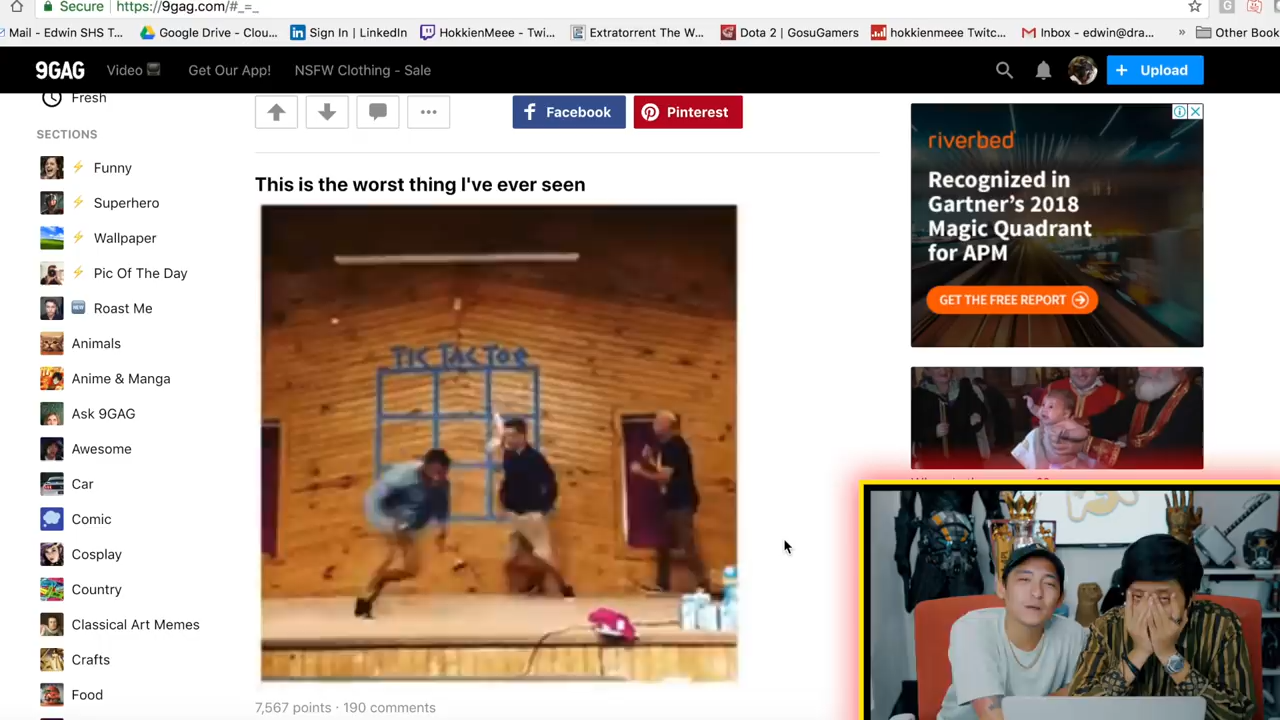 Secure https://9gag.com/#_=_
Mail - Edwin SHS T... Google Drive - Clou... Sign In | LinkedIn HokkienMeee - Twi... Extratorrent The W... Dota 2 | GosuGamers hokkienmeee Twitc... Inbox - edwin@dra... » Other Book
9GAG Video Get Our App! NSFW Clothing - Sale + Upload
Fresh
SECTIONS
Funny
Superhero
Wallpaper
Pic Of The Day
NEW Roast Me
Animals
Anime & Manga
Ask 9GAG
Awesome
Car
Comic
Cosplay
Country
Classical Art Memes
Crafts
Food
Facebook Pinterest
This is the worst thing I've ever seen
TIC TAC TOE
7,567 points · 190 comments
riverbed
Recognized in
Gartner's 2018
Magic Quadrant
for APM
GET THE FREE REPORT